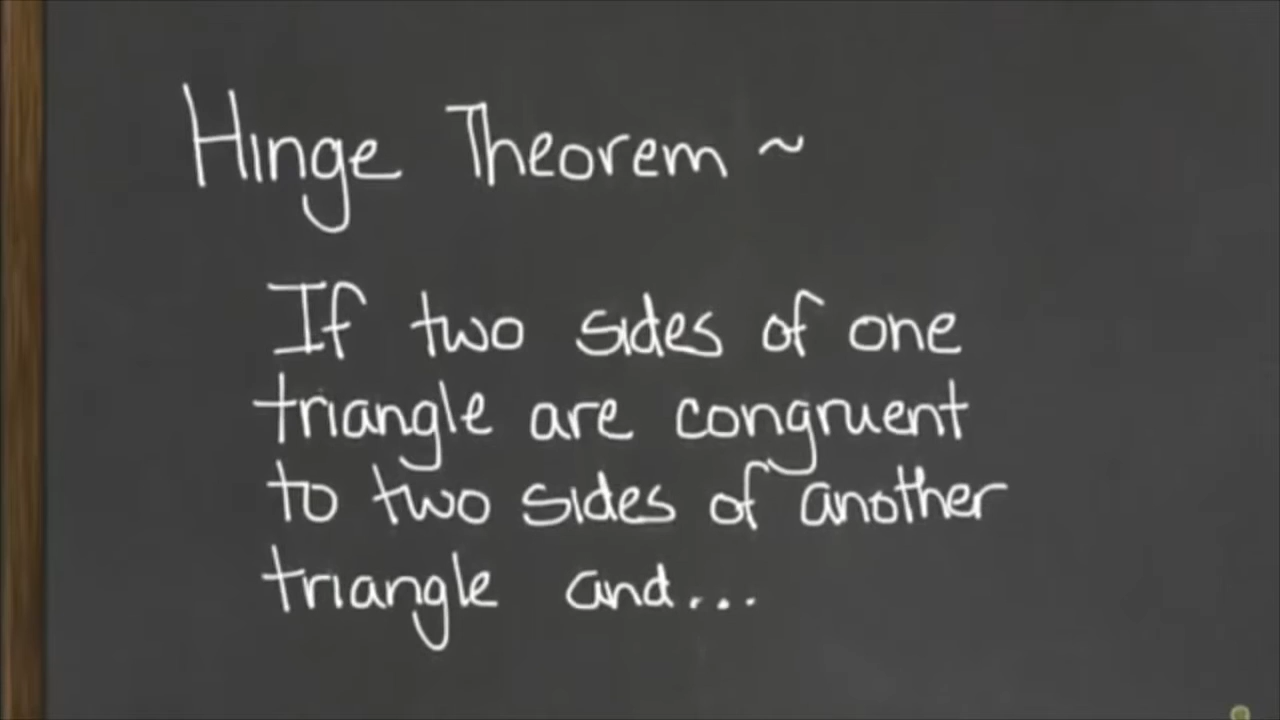 Hinge Theorem ~
If two sides of one
triangle are congruent
to two sides of another
triangle and...